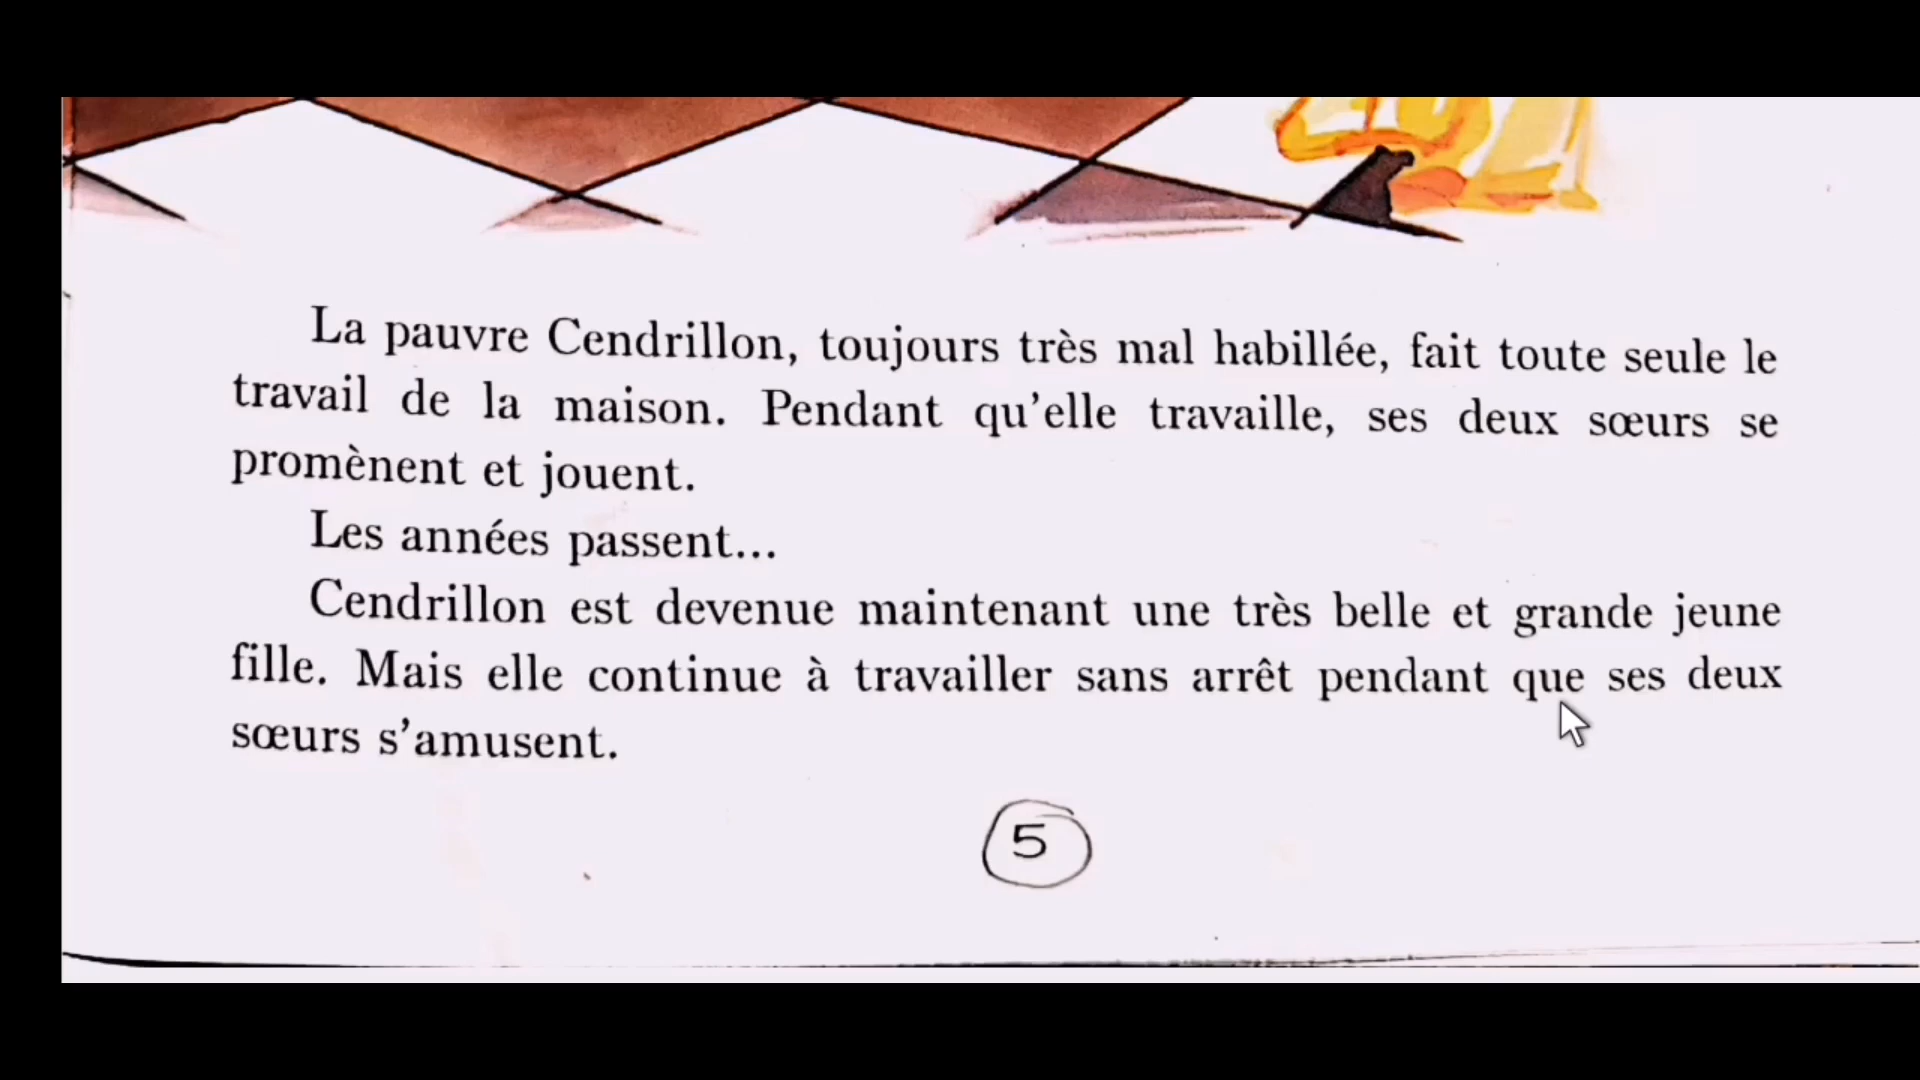 La pauvre Cendrillon, toujours très mal habillée, fait toute seule le
travail de la maison. Pendant qu'elle travaille, ses deux sœurs se
promènent et jouent.
Les années passent...
Cendrillon est devenue maintenant une très belle et grande jeune
fille. Mais elle continue à travailler sans arrêt pendant que ses deux
sœurs s'amusent.
5